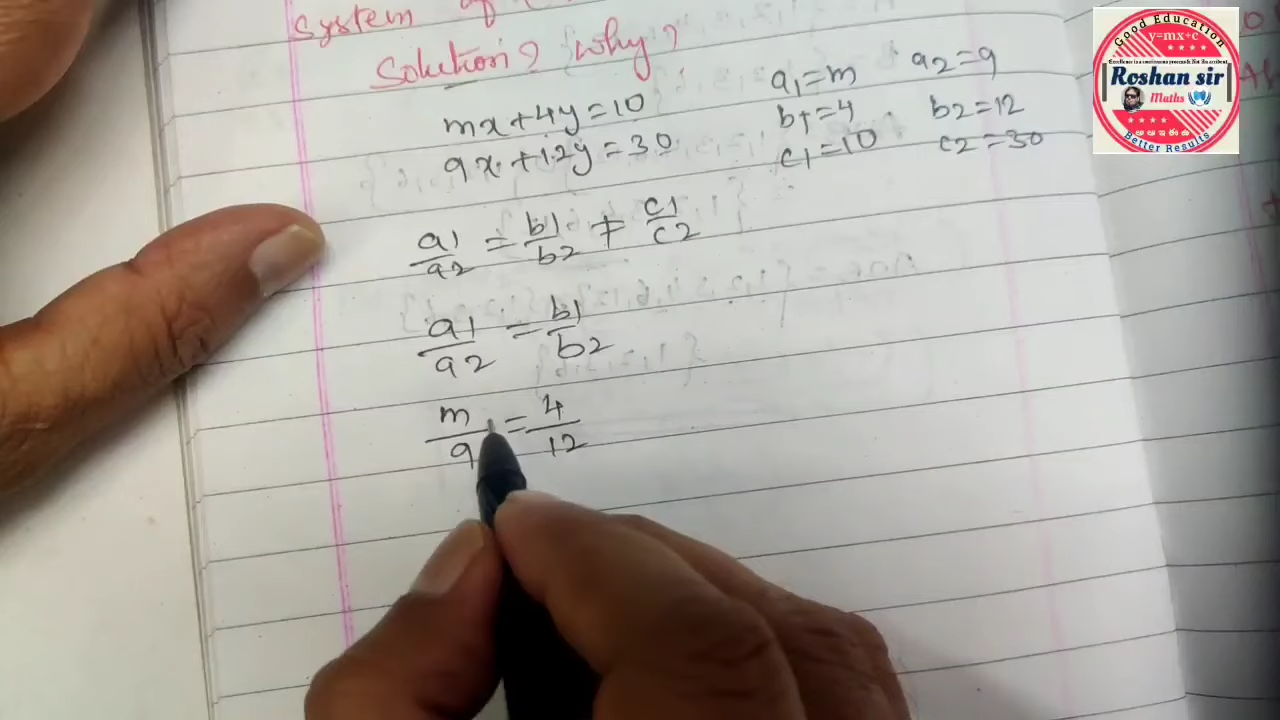 system of
Solution? why?
mx+4y=10
9x+12y=30
a1=m a2=9
b1=4 b2=12
c1=10 c2=30
a1/a2 = b1/b2 ≠ c1/c2
a1/a2 = b1/b2
m/9 = 4/12
Good Education
y=mx+c
Roshan sir
Maths
Better Results